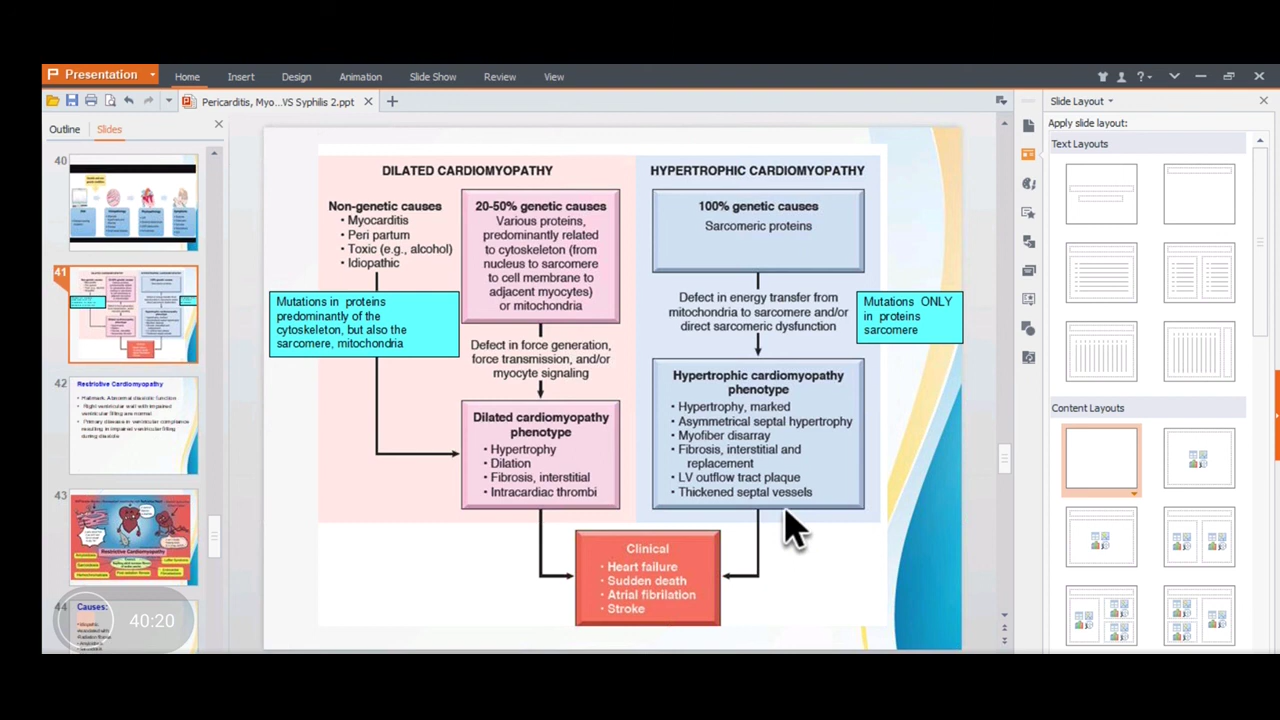 Presentation
Home
Insert
Design
Animation
Slide Show
Review
View
Pericarditis, Myo...VS Syphilis 2.ppt
Slide Layout
Outline
Slides
Apply slide layout:
Text Layouts
Content Layouts
40
41
42
Restrictive Cardiomyopathy
43
Restrictive Cardiomyopathy
44
Causes:
40:20
DILATED CARDIOMYOPATHY
Non-genetic causes
• Myocarditis
• Peri partum
• Toxic (e.g., alcohol)
• Idiopathic
20-50% genetic causes
Various proteins,
predominantly related
to cytoskeleton (from
nucleus to sarcomere
to cell membrane to
adjacent myocytes)
or mitochondria
Mutations in proteins
predominantly of the
cytoskeleton, but also the
sarcomere, mitochondria
Defect in force generation,
force transmission, and/or
myocyte signaling
Dilated cardiomyopathy
phenotype
• Hypertrophy
• Dilation
• Fibrosis, interstitial
• Intracardiac thrombi
HYPERTROPHIC CARDIOMYOPATHY
100% genetic causes
Sarcomeric proteins
Defect in energy transfer from
mitochondria to sarcomere and/or
direct sarcomeric dysfunction
Mutations ONLY
in proteins
sarcomere
Hypertrophic cardiomyopathy
phenotype
• Hypertrophy, marked
• Asymmetrical septal hypertrophy
• Myofiber disarray
• Fibrosis, interstitial and
replacement
• LV outflow tract plaque
• Thickened septal vessels
Clinical
• Heart failure
• Sudden death
• Atrial fibrilation
• Stroke